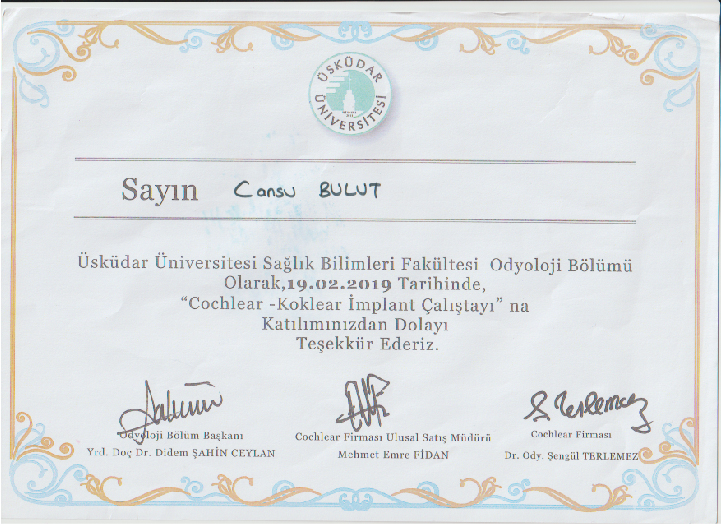 ÜSKÜDAR ÜNİVERSİTESİ
Sayın Cansu BULUT
Üsküdar Üniversitesi Sağlık Bilimleri Fakültesi Odyoloji Bölümü
Olarak,19.02.2019 Tarihinde,
“Cochlear -Koklear İmplant Çalıştayı” na
Katılımınızdan Dolayı
Teşekkür Ederiz.
Odyoloji Bölüm Başkanı
Yrd. Doç Dr. Didem ŞAHİN CEYLAN
Cochlear Firması Ulusal Satış Müdürü
Mehmet Emre FİDAN
S. Terlemez
Cochlear Firması
Dr. Ody. Şengül TERLEMEZ